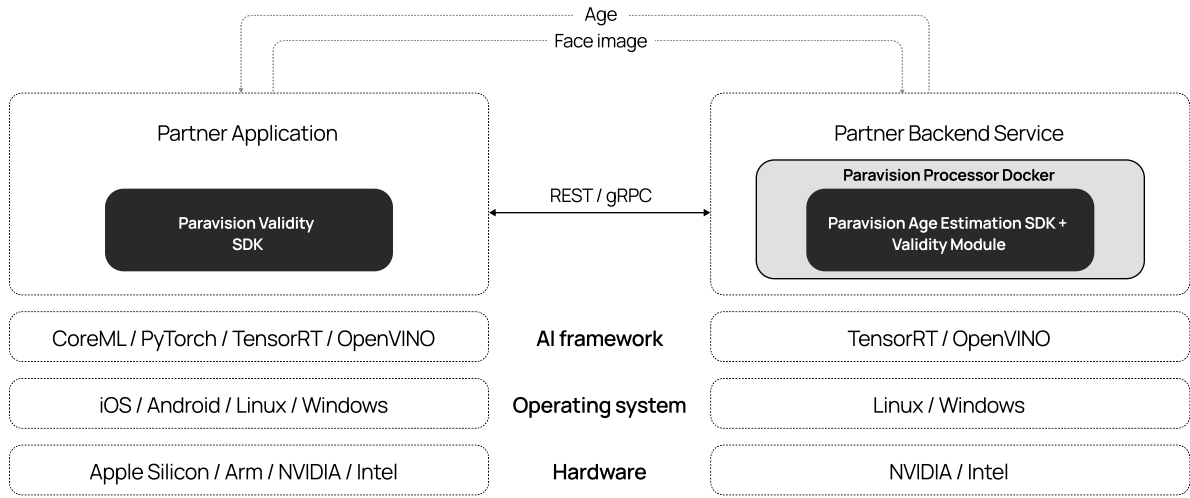 Age
Face image
Partner Application
Partner Backend Service
Paravision Processor Docker
Paravision Validity
SDK
REST / gRPC
Paravision Age Estimation SDK +
Validity Module
CoreML / PyTorch / TensorRT / OpenVINO
AI framework
TensorRT / OpenVINO
iOS / Android / Linux / Windows
Operating system
Linux / Windows
Apple Silicon / Arm / NVIDIA / Intel
Hardware
NVIDIA / Intel